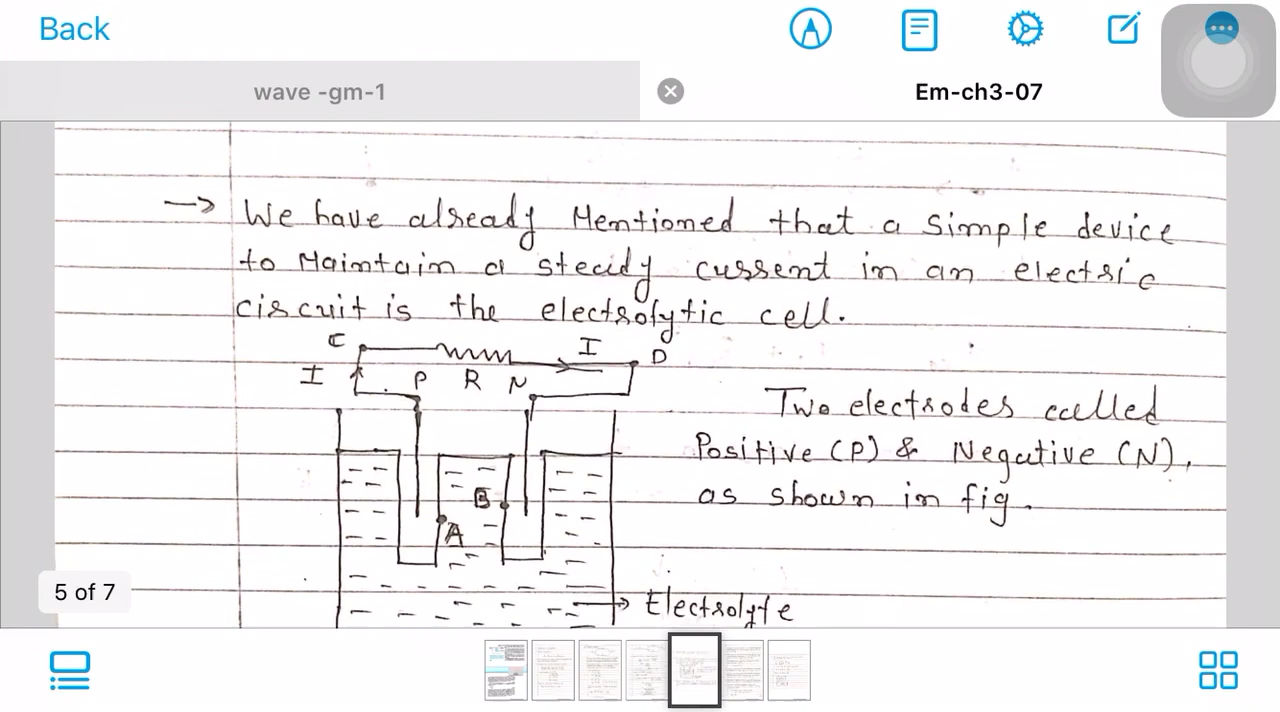 Back
wave -gm-1
Em-ch3-07
→ We have already Mentioned that a simple device
to Maintain a steady current in an electric
circuit is the electrolytic cell.
C
I
D
I
P
R
N
Two electrodes called
Positive (P) & Negative (N),
as shown in fig.
B
A
5 of 7
Electrolyte